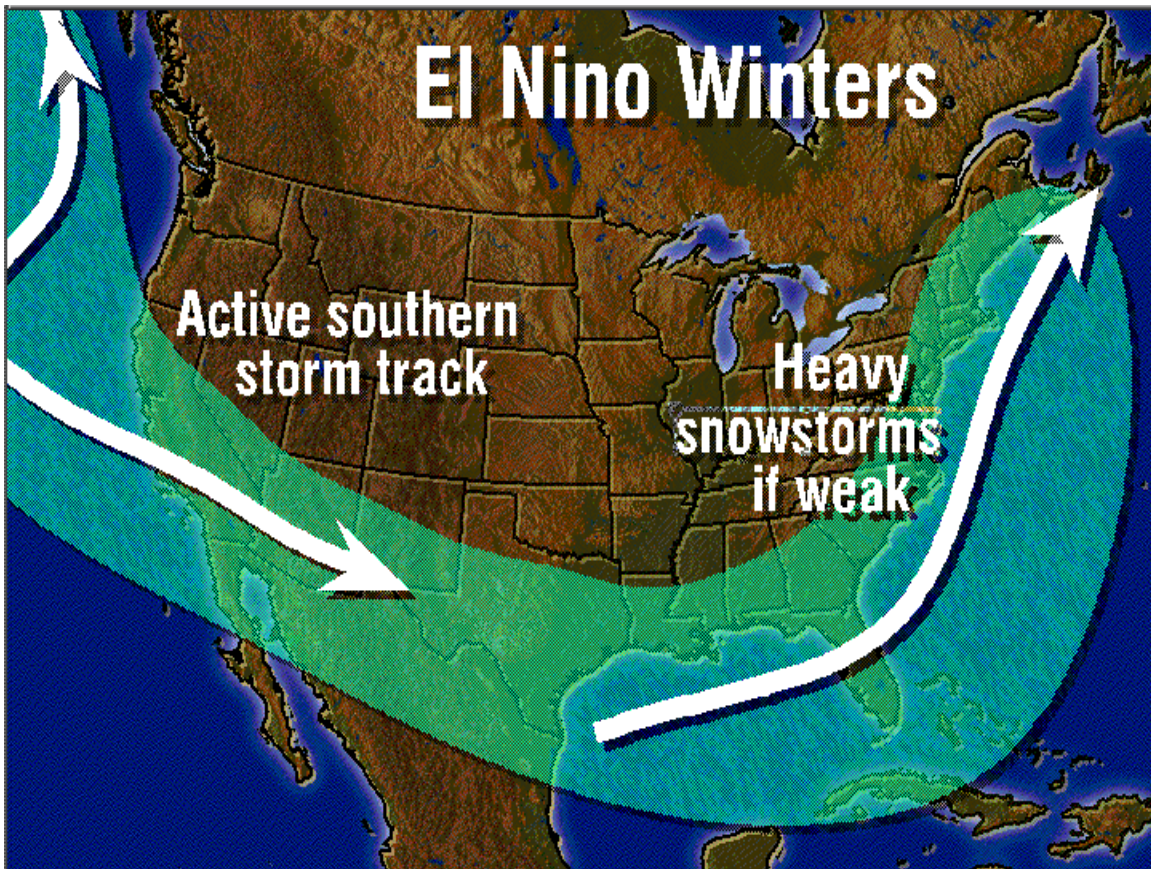 El Nino Winters
Active southern
storm track
Heavy
snowstorms
if weak